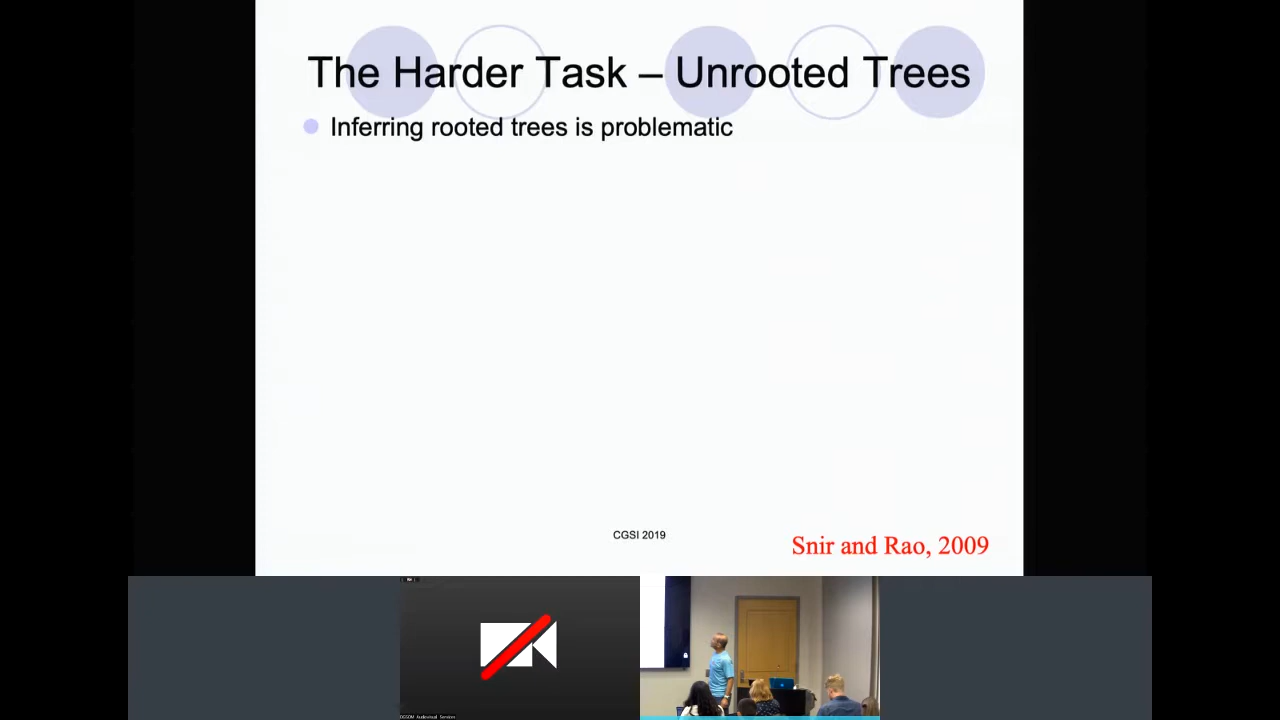 The Harder Task – Unrooted Trees
Inferring rooted trees is problematic
CGSI 2019
Snir and Rao, 2009